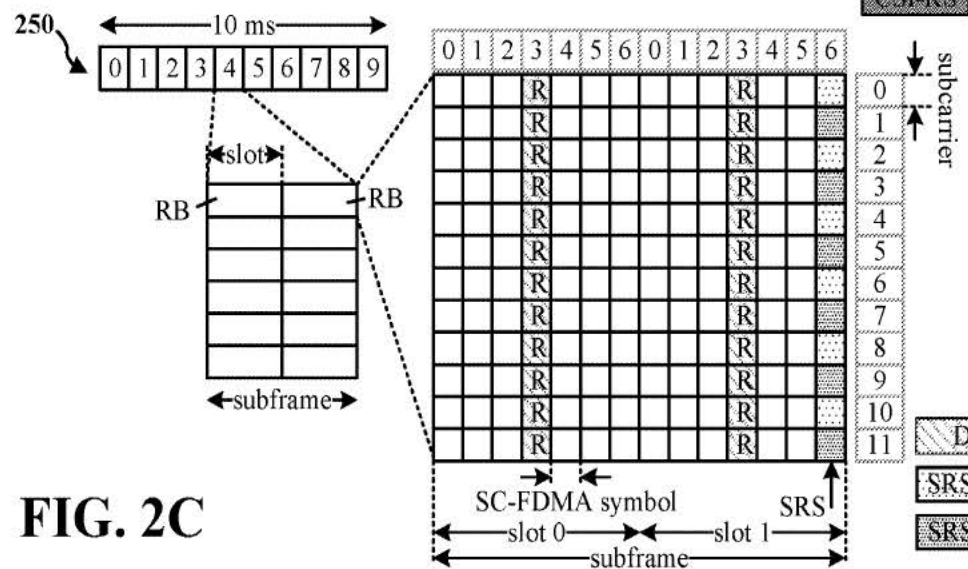 250
10 ms
0 1 2 3 4 5 6 7 8 9
0 1 2 3 4 5 6 0 1 2 3 4 5 6
slot
RB
RB
subframe
R R
0
subcarrier
R R
1
R R
2
R R
3
R R
4
R R
5
R R
6
R R
7
R R
8
R R
9
R R
10
R R
11
D
SC-FDMA symbol
SRS
SRS
slot 0
slot 1
SRS
subframe
FIG. 2C